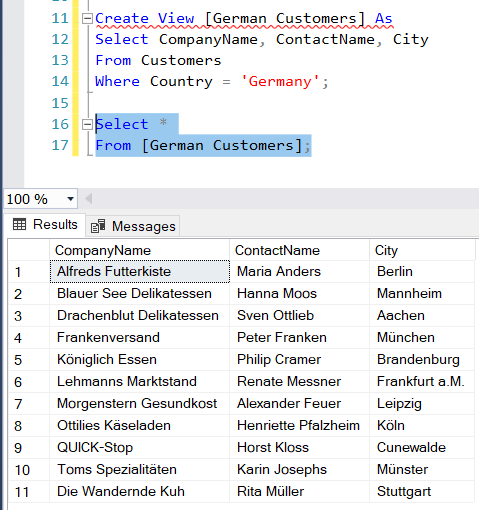 11 Create View [German Customers] As
12 Select CompanyName, ContactName, City
13 From Customers
14 Where Country = 'Germany';
15
16 Select *
17 From [German Customers];
100 %
Results Messages
CompanyName ContactName City
1 Alfreds Futterkiste Maria Anders Berlin
2 Blauer See Delikatessen Hanna Moos Mannheim
3 Drachenblut Delikatessen Sven Ottlieb Aachen
4 Frankenversand Peter Franken München
5 Königlich Essen Philip Cramer Brandenburg
6 Lehmanns Marktstand Renate Messner Frankfurt a.M.
7 Morgenstern Gesundkost Alexander Feuer Leipzig
8 Ottilies Käseladen Henriette Pfalzheim Köln
9 QUICK-Stop Horst Kloss Cunewalde
10 Toms Spezialitäten Karin Josephs Münster
11 Die Wandernde Kuh Rita Müller Stuttgart